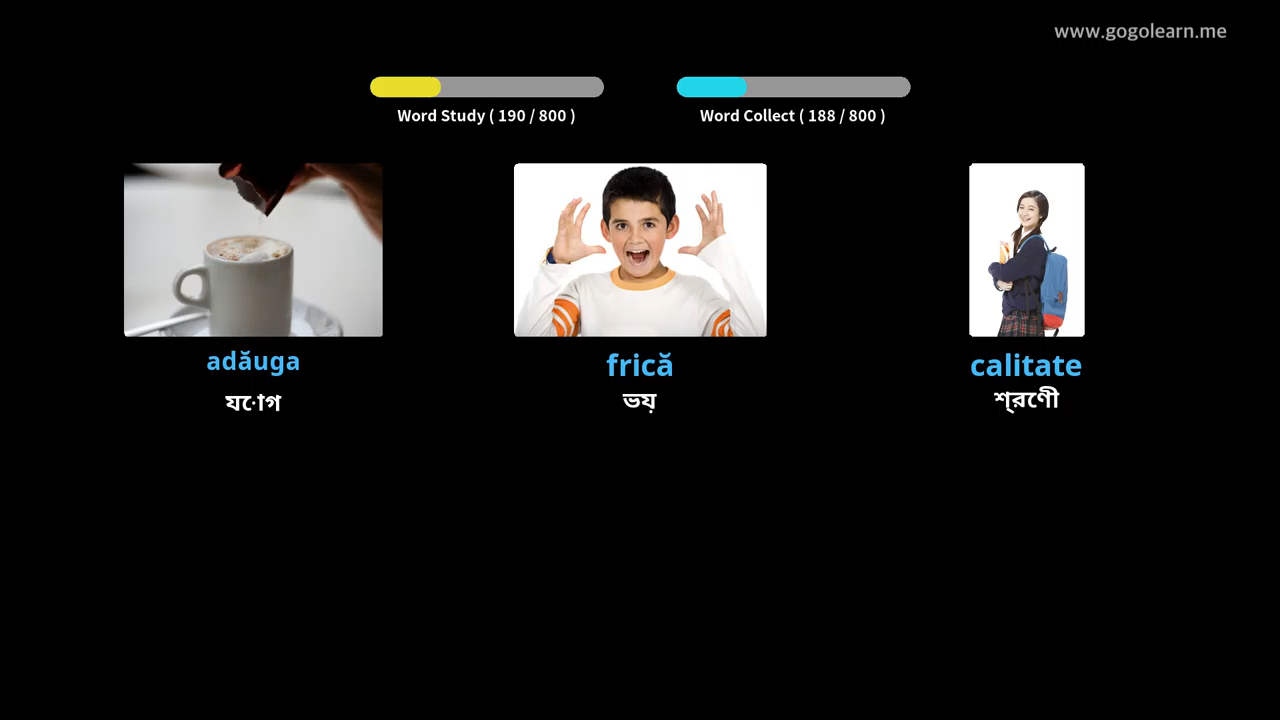 www.gogolearn.me
Word Study ( 190 / 800 )
Word Collect ( 188 / 800 )
adăuga
যোগ
frică
ভয়
calitate
শ্রেণী